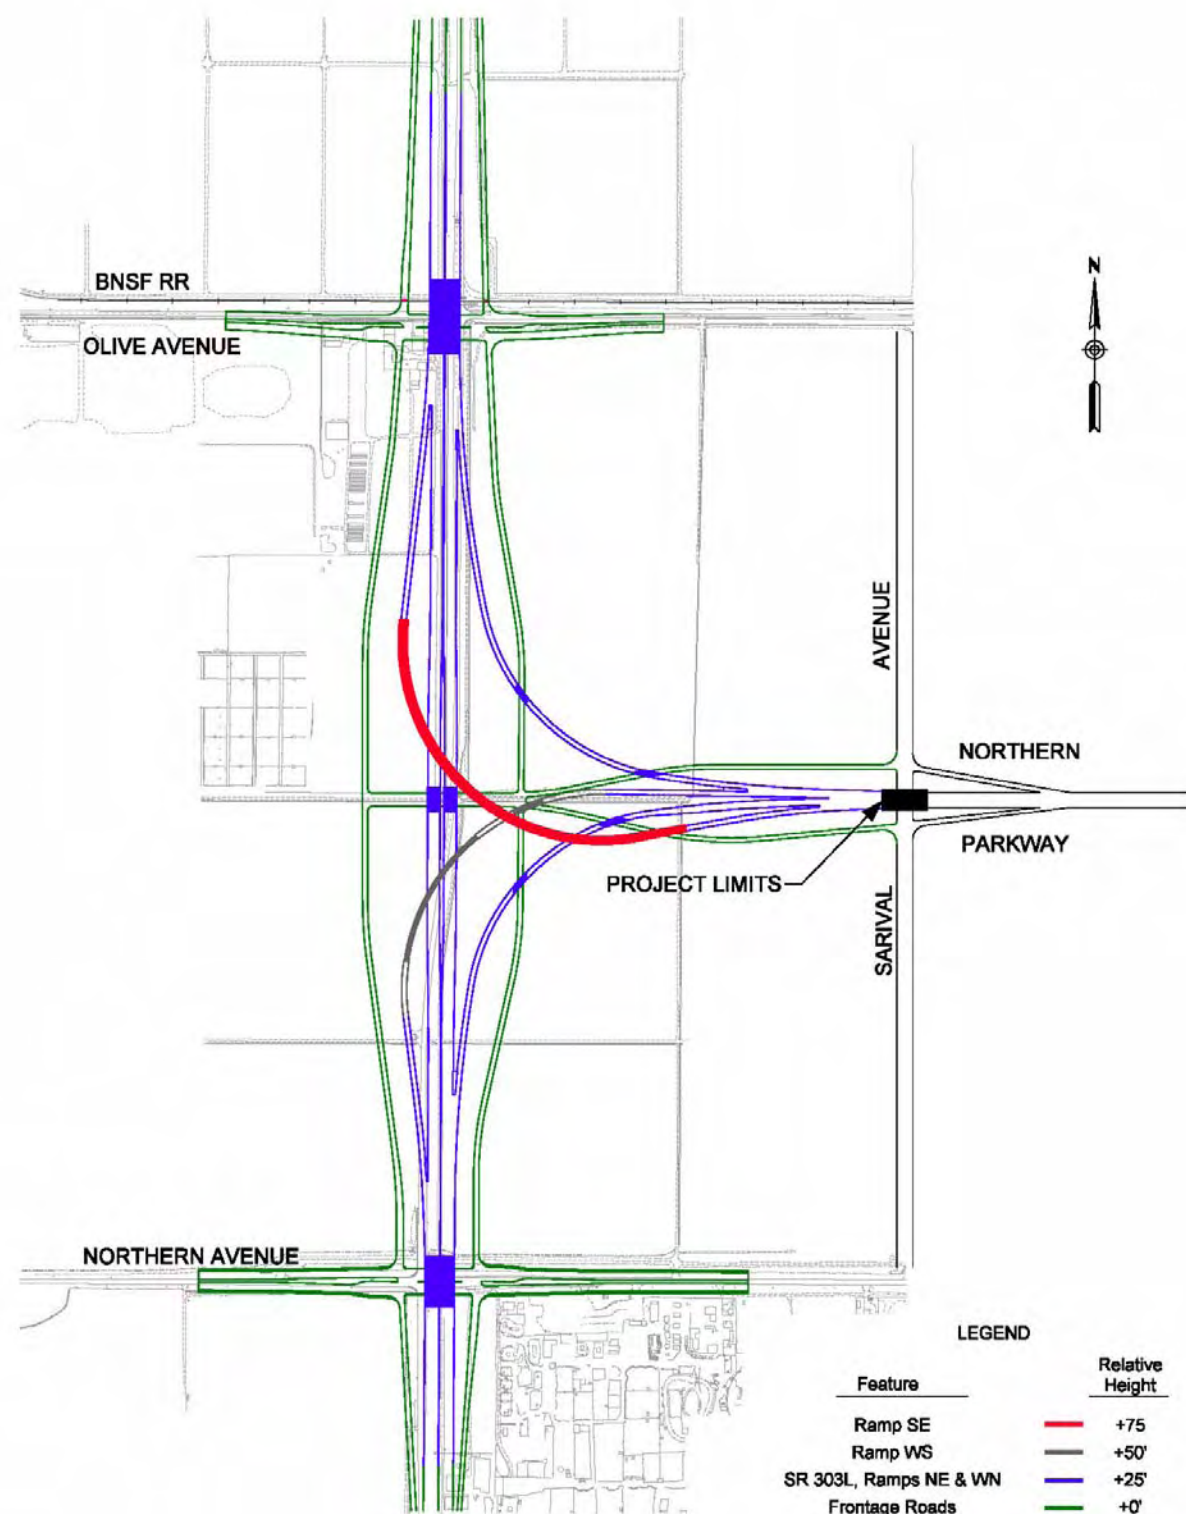 N
BNSF RR
OLIVE AVENUE
AVENUE
NORTHERN
PARKWAY
PROJECT LIMITS
SARIVAL
NORTHERN AVENUE
LEGEND
Feature
Relative
Height
Ramp SE +75
Ramp WS +50'
SR 303L, Ramps NE & WN +25'
Frontage Roads +0'